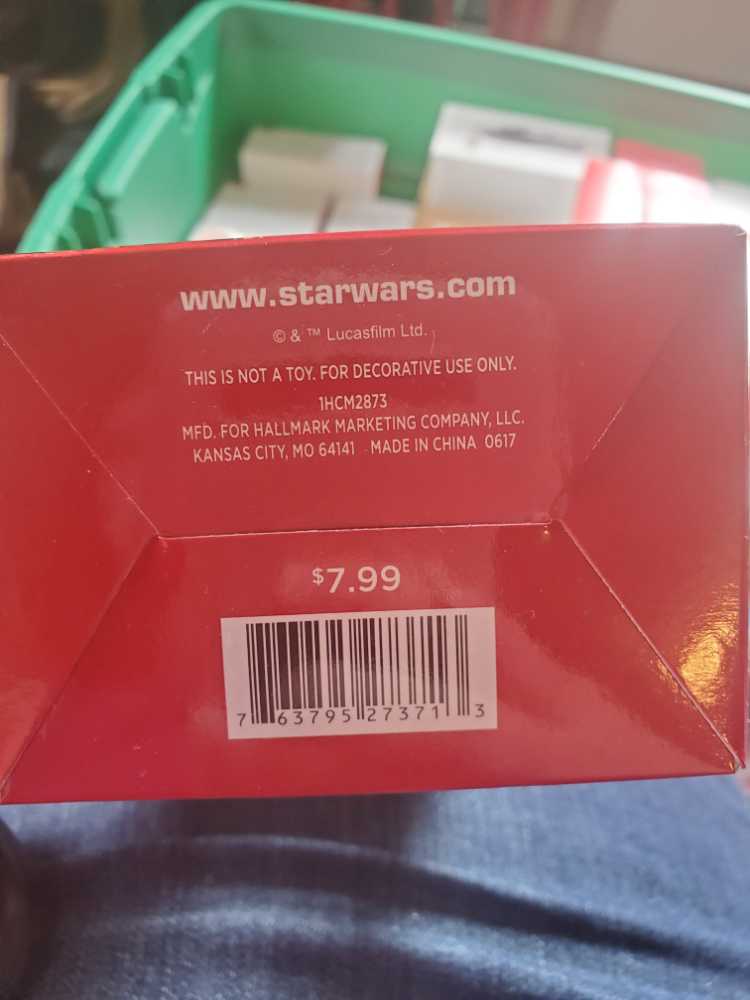 www.starwars.com
© & ™ Lucasfilm Ltd.
THIS IS NOT A TOY. FOR DECORATIVE USE ONLY.
1HCM2873
MFD. FOR HALLMARK MARKETING COMPANY, LLC.
KANSAS CITY, MO 64141 MADE IN CHINA 0617
$7.99
7 63795 27371 3